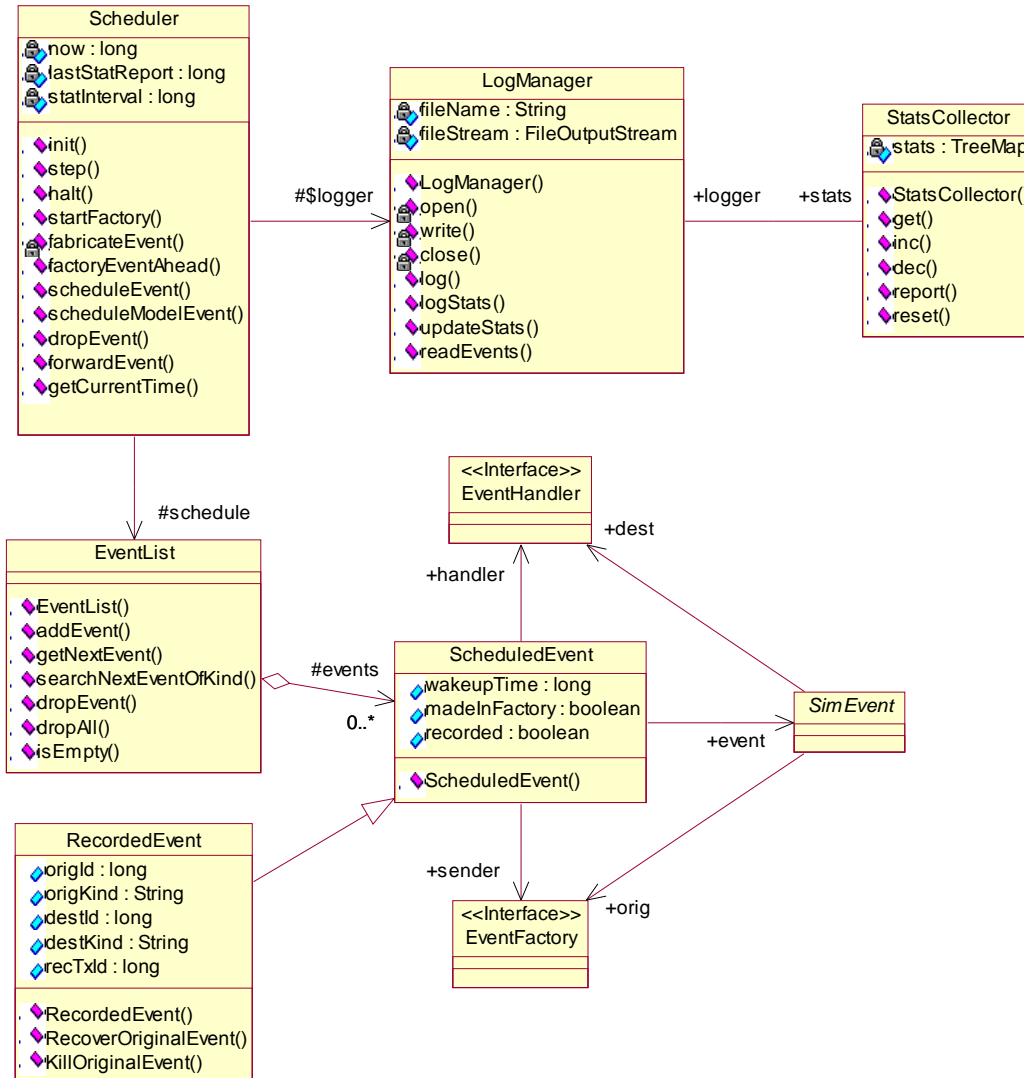 Scheduler
now : long
lastStatReport : long
statInterval : long
init()
step()
halt()
startFactory()
fabricateEvent()
factoryEventAhead()
scheduleEvent()
scheduleModelEvent()
dropEvent()
forwardEvent()
getCurrentTime()
#$logger
LogManager
fileName : String
fileStream : FileOutputStream
LogManager()
open()
write()
close()
log()
logStats()
updateStats()
readEvents()
+logger
+stats
StatsCollector
stats : TreeMap
StatsCollector(
get()
inc()
dec()
report()
reset()
#schedule
EventList
EventList()
addEvent()
getNextEvent()
searchNextEventOfKind()
dropEvent()
dropAll()
isEmpty()
#events
0..*
<<Interface>>
EventHandler
+handler
+dest
ScheduledEvent
wakeupTime : long
madeInFactory : boolean
recorded : boolean
ScheduledEvent()
+event
SimEvent
+sender
+orig
<<Interface>>
EventFactory
RecordedEvent
origId : long
origKind : String
destId : long
destKind : String
recTxId : long
RecordedEvent()
RecoverOriginalEvent()
KillOriginalEvent()